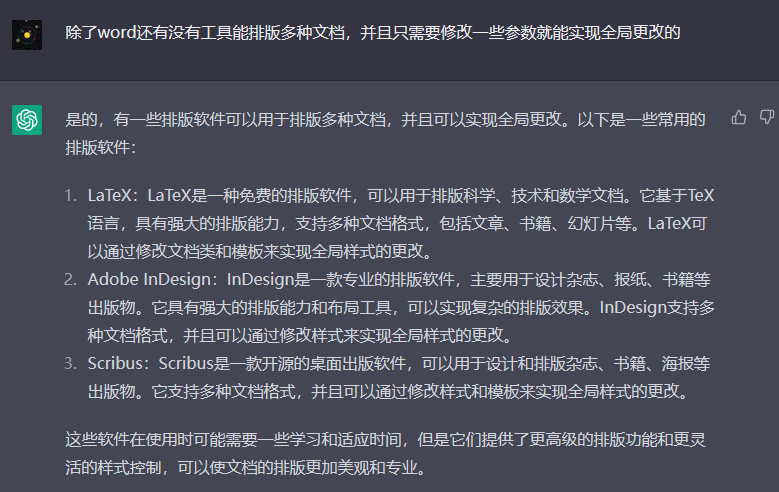 除了word还有没有工具能排版多种文档，并且只需要修改一些参数就能实现全局更改的
是的，有一些排版软件可以用于排版多种文档，并且可以实现全局更改。以下是一些常用的
排版软件：
1. LaTeX：LaTeX是一种免费的排版软件，可以用于排版科学、技术和数学文档。它基于TeX
语言，具有强大的排版能力，支持多种文档格式，包括文章、书籍、幻灯片等。LaTeX可
以通过修改文档类和模板来实现全局样式的更改。
2. Adobe InDesign：InDesign是一款专业的排版软件，主要用于设计杂志、报纸、书籍等
出版物。它具有强大的排版能力和布局工具，可以实现复杂的排版效果。InDesign支持多
种文档格式，并且可以通过修改样式来实现全局样式的更改。
3. Scribus：Scribus是一款开源的桌面出版软件，可以用于设计和排版杂志、书籍、海报等
出版物。它支持多种文档格式，并且可以通过修改样式和模板来实现全局样式的更改。
这些软件在使用时可能需要一些学习和适应时间，但是它们提供了更高级的排版功能和更灵
活的样式控制，可以使文档的排版更加美观和专业。